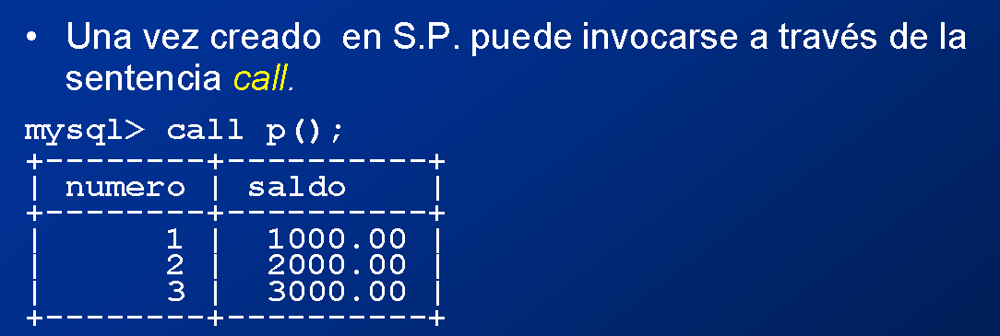 • Una vez creado  en S.P. puede invocarse a través de la
sentencia call.
mysql> call p();
+--------+----------+
| numero | saldo    |
+--------+----------+
|      1 |  1000.00 |
|      2 |  2000.00 |
|      3 |  3000.00 |
+--------+----------+